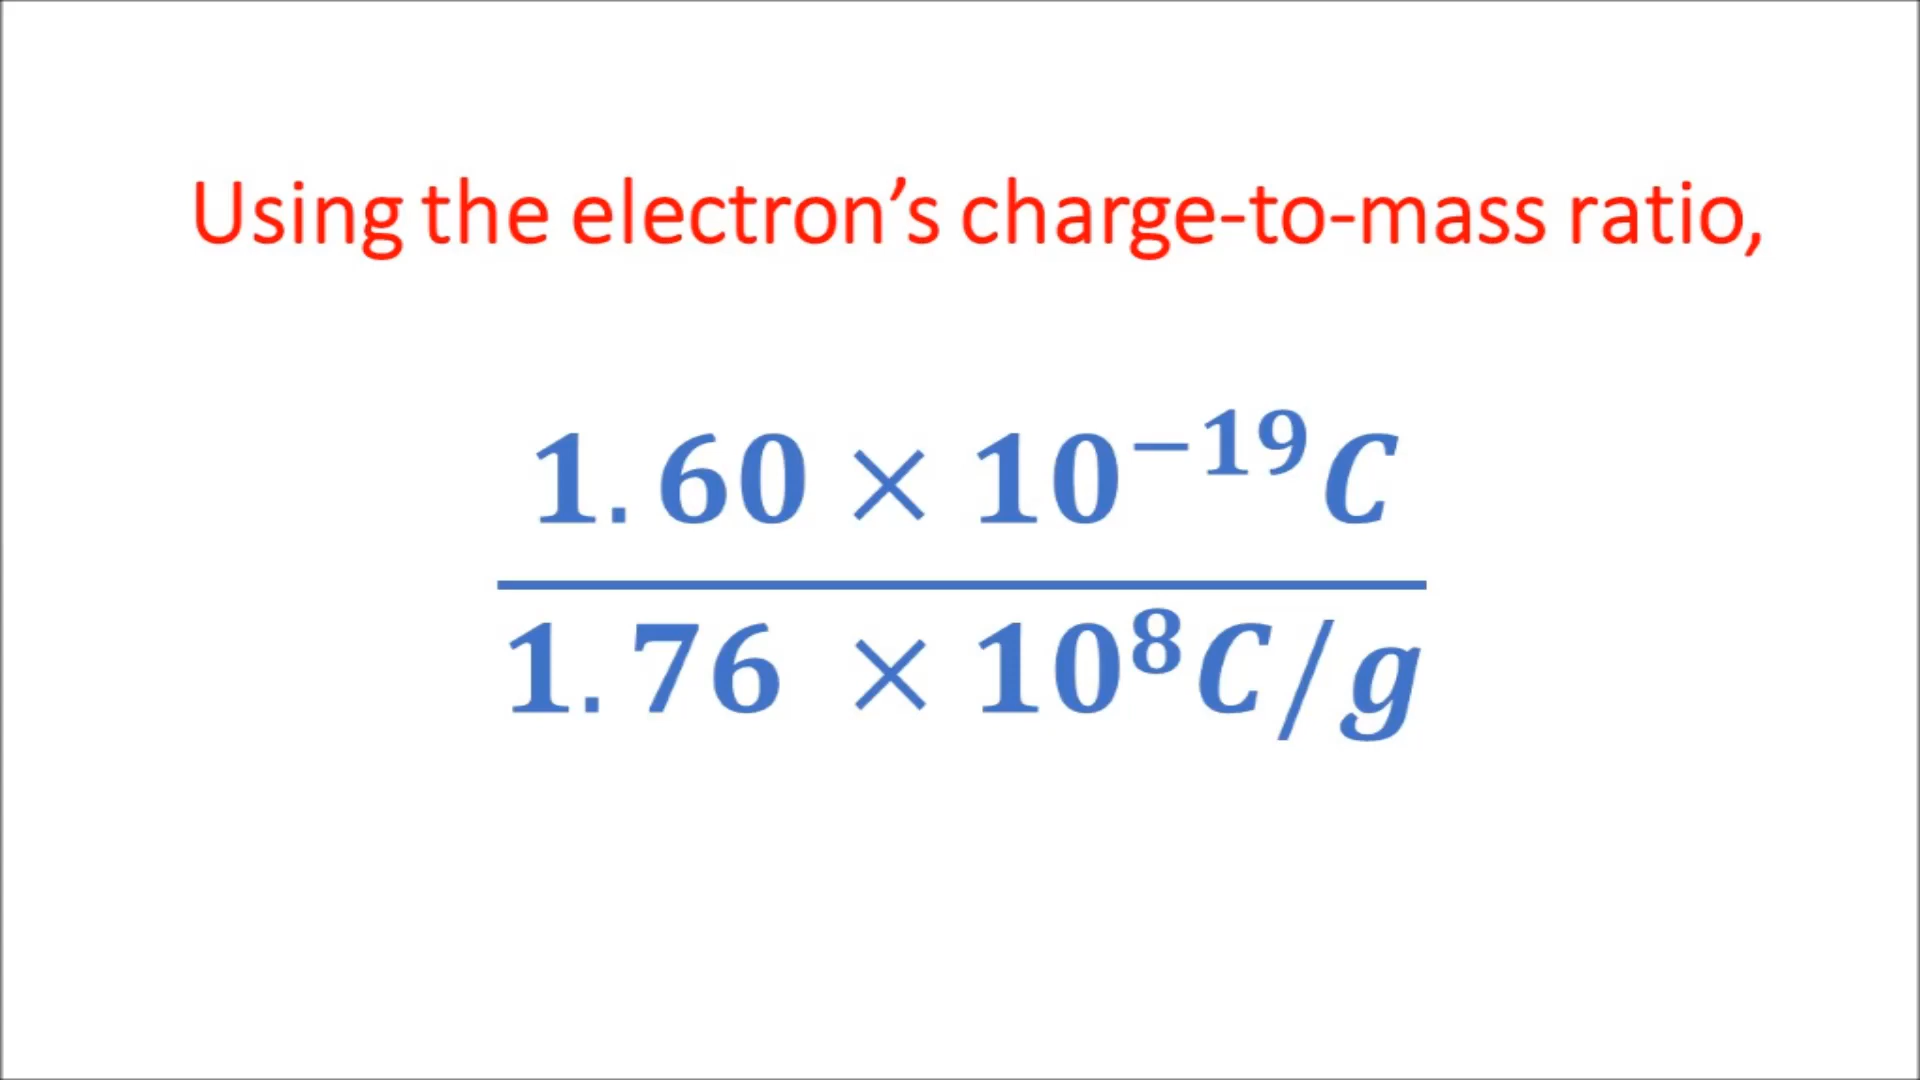 Using the electron’s charge-to-mass ratio,
1.60 × 10⁻¹⁹C
1.76 × 10⁸C/g